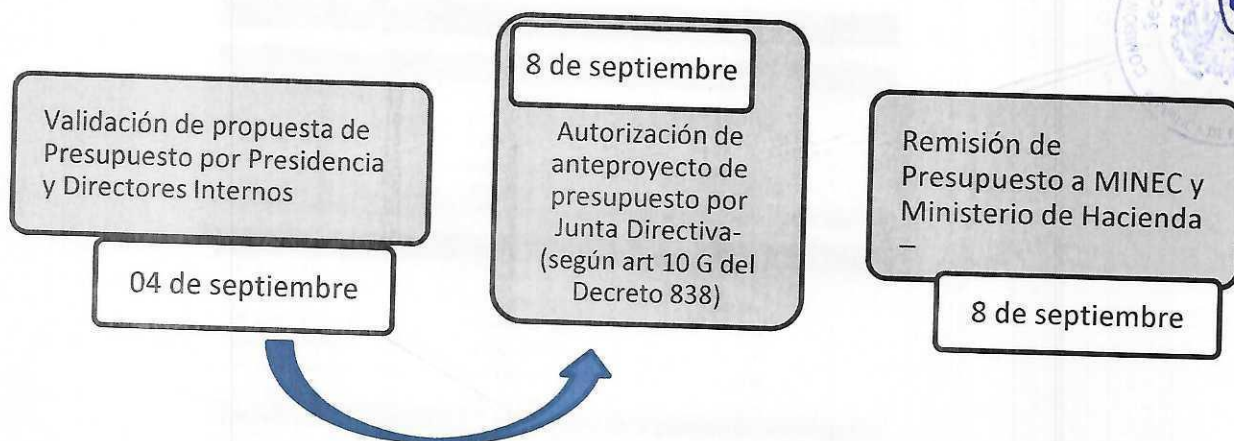 Validación de propuesta de
Presupuesto por Presidencia
y Directores Internos
04 de septiembre
8 de septiembre
Autorización de
anteproyecto de
presupuesto por
Junta Directiva-
(según art 10 G del
Decreto 838)
Remisión de
Presupuesto a MINEC y
Ministerio de Hacienda
–
8 de septiembre